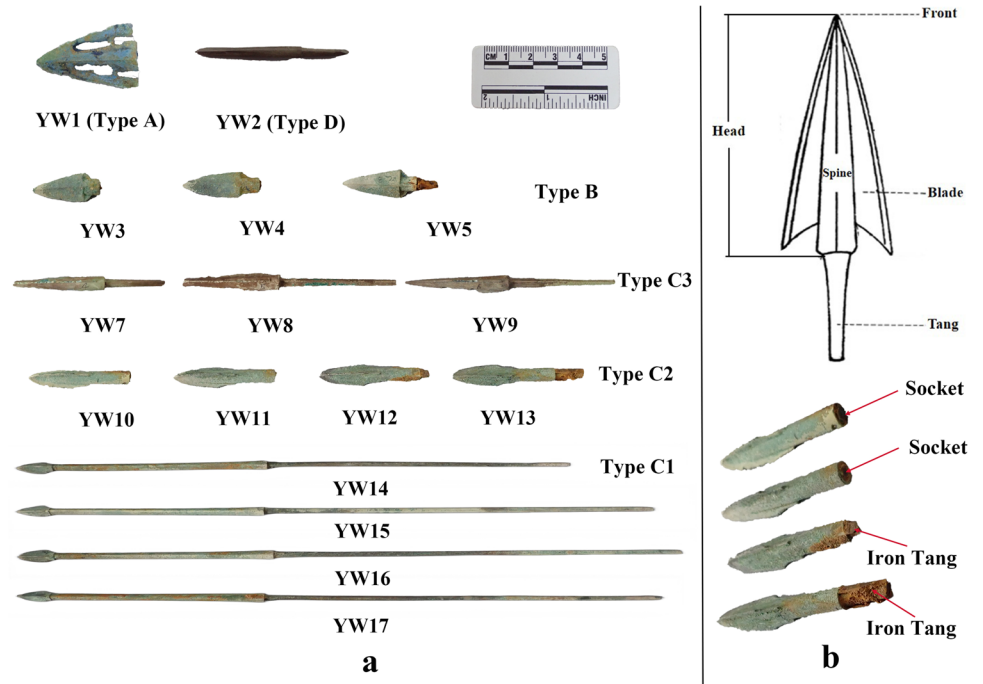 CM 1 2 3 4 5
2 1 INCH
YW1 (Type A)
YW2 (Type D)
Type B
YW3
YW4
YW5
Type C3
YW7
YW8
YW9
Type C2
YW10
YW11
YW12
YW13
Type C1
YW14
YW15
YW16
YW17
a
Front
Head
Spine
Blade
Tang
Socket
Socket
Iron Tang
Iron Tang
b